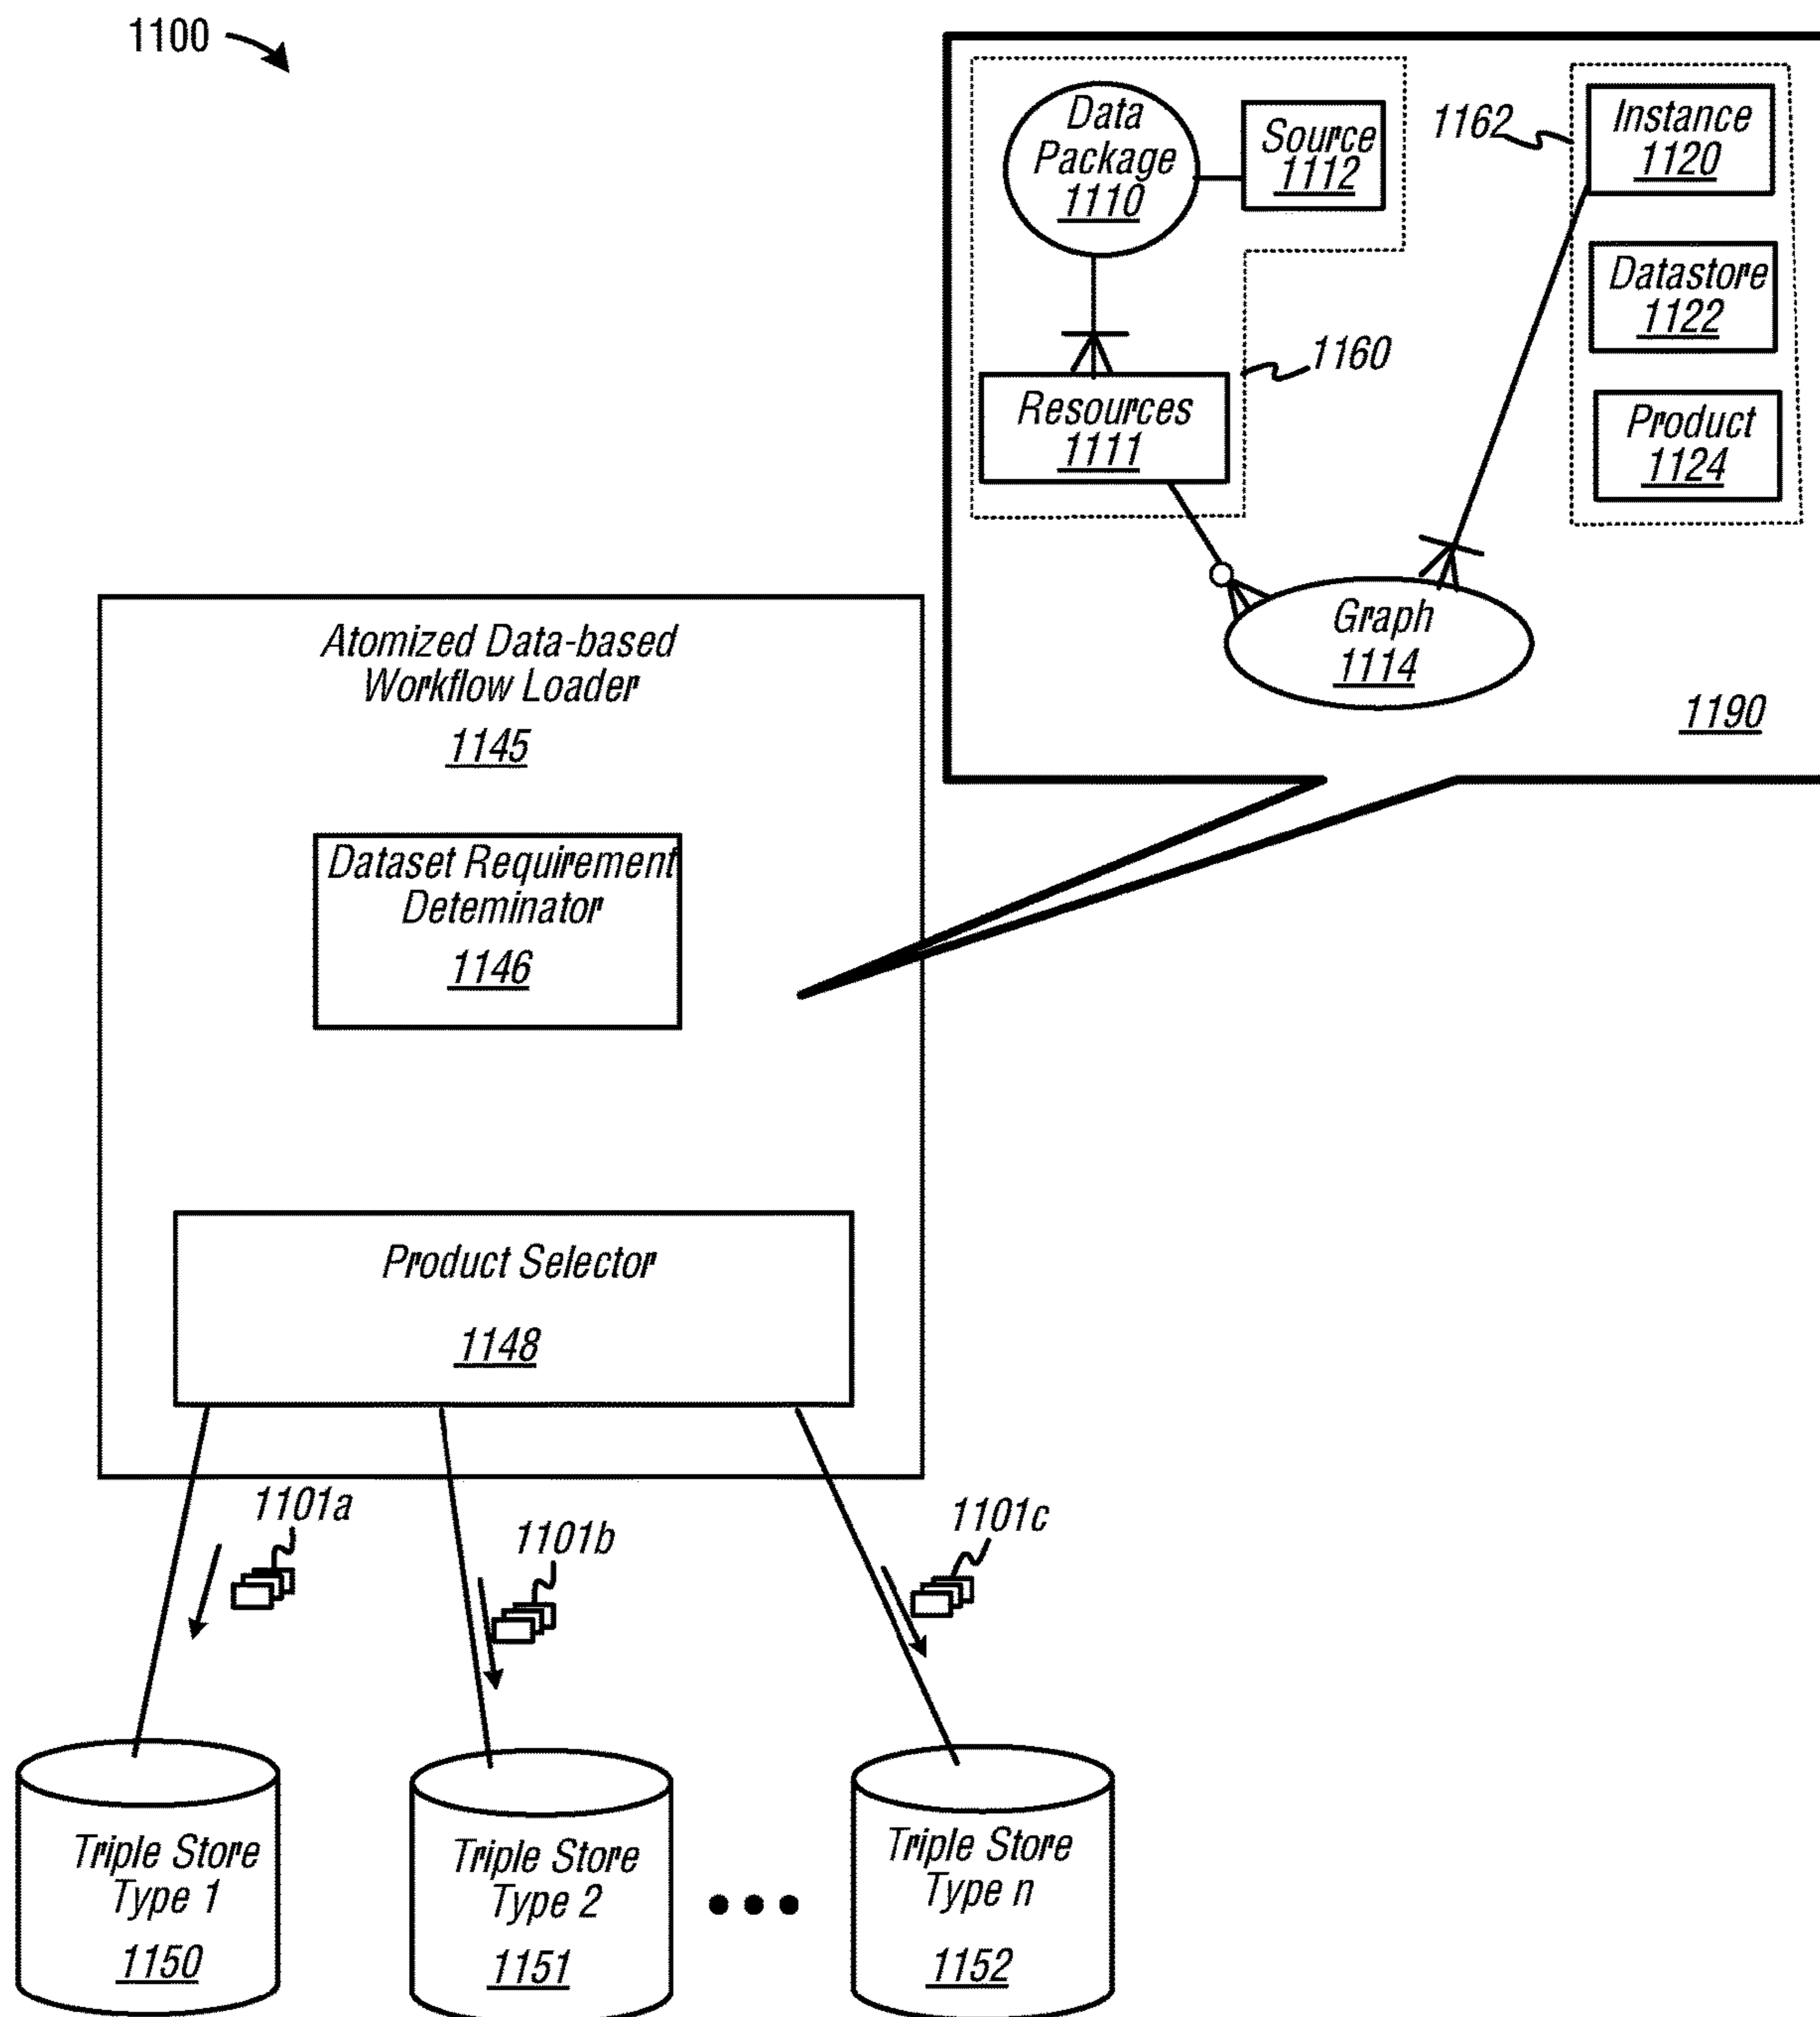 1100
Data
Package
1110
Source
1112
1162
Instance
1120
Datastore
1122
1160
Resources
1111
Product
1124
Graph
1114
1190
Atomized Data-based
Workflow Loader
1145
Dataset Requirement
Deteminator
1146
Product Selector
1148
1101a
1101b
1101c
Triple Store
Type 1
1150
Triple Store
Type 2
1151
Triple Store
Type n
1152